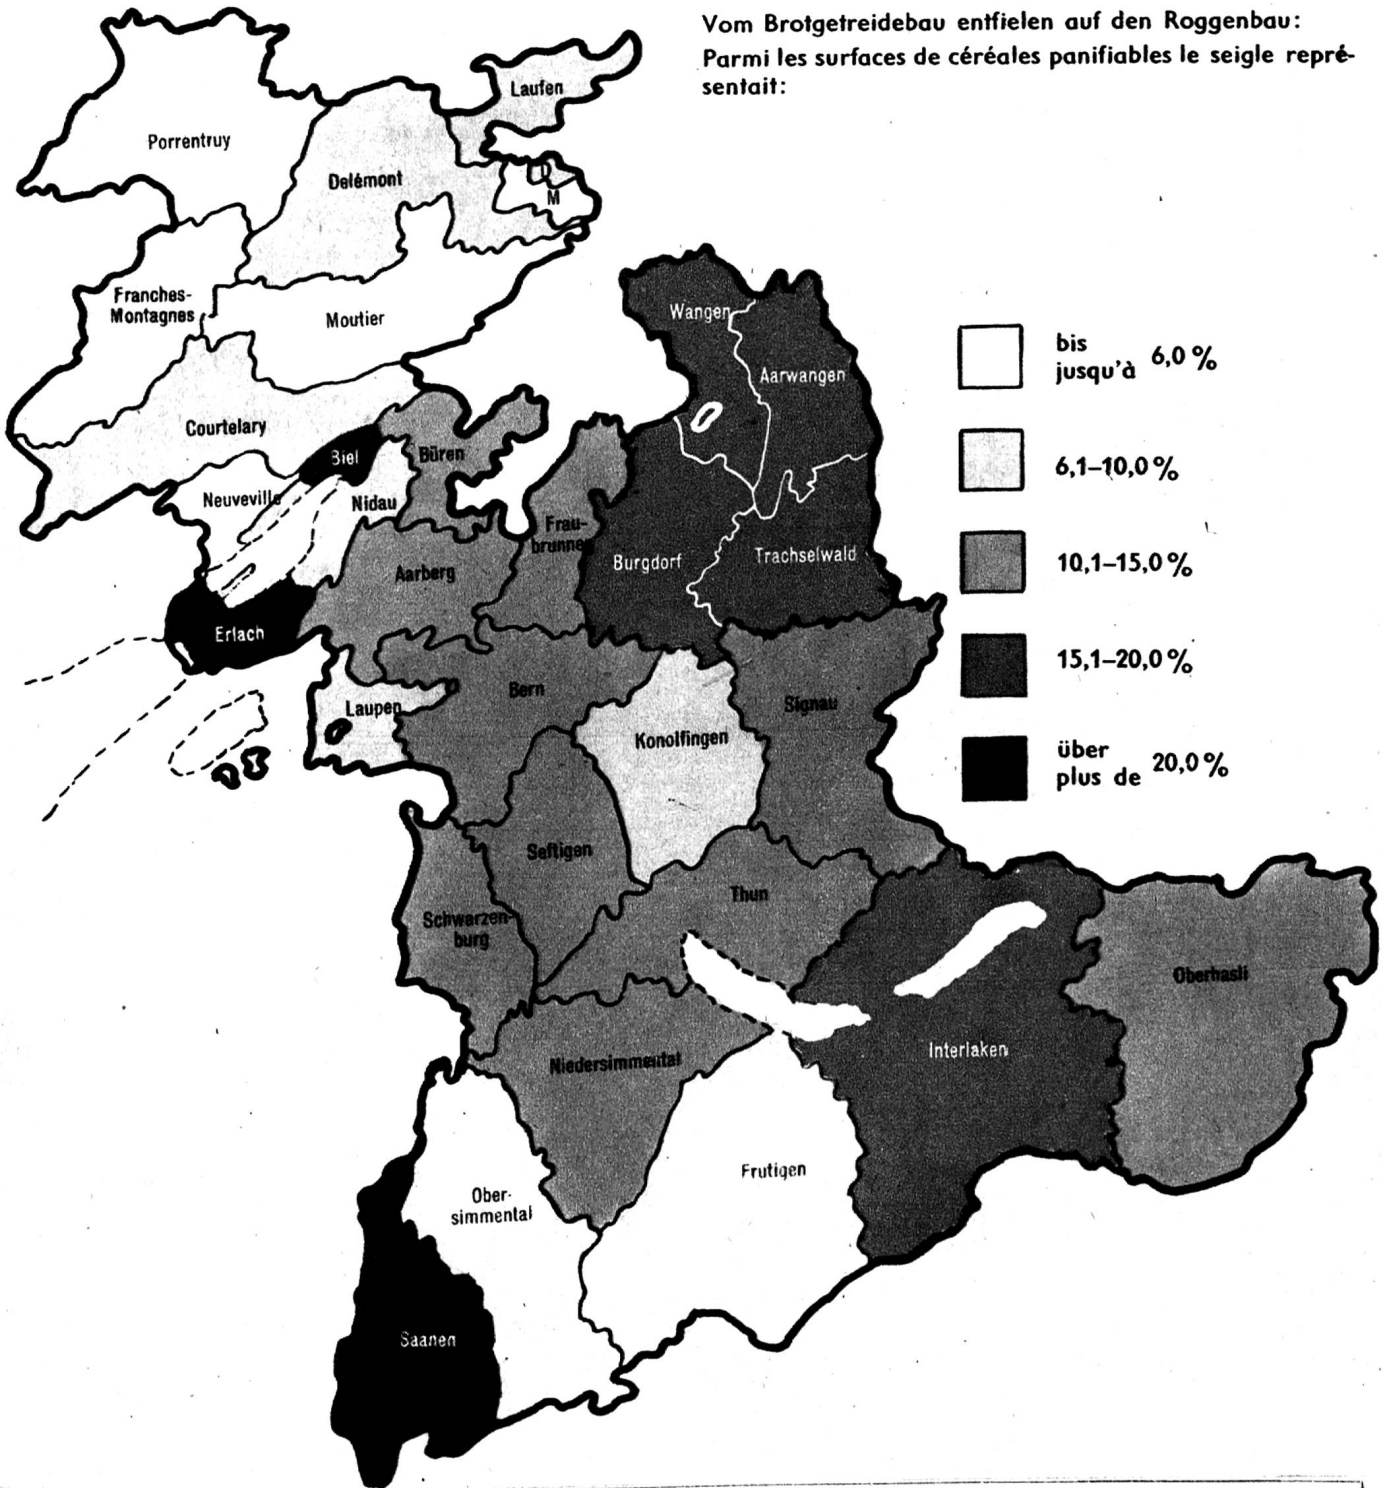 Vom Brotgetreidebau entfielen auf den Roggenbau:
Parmi les surfaces de céréales panifiables le seigle repré-
sentait:
Laufen
Porrentruy
Delémont
D
M
Franches-
Montagnes
Moutier
Wangen
Aarwangen
Courtelary
Biel
Büren
Neuveville
Nidau
Frau-
brunnen
Aarberg
Burgdorf
Trachselwald
Erlach
Bern
Laupen
Signau
Konolfingen
Seftigen
Thun
Schwarzen-
burg
Oberhasli
Interlaken
Niedersimmental
Frutigen
Ober-
simmental
Saanen
bis
jusqu'à 6,0 %
6,1–10,0 %
10,1–15,0 %
15,1–20,0 %
über
plus de 20,0 %